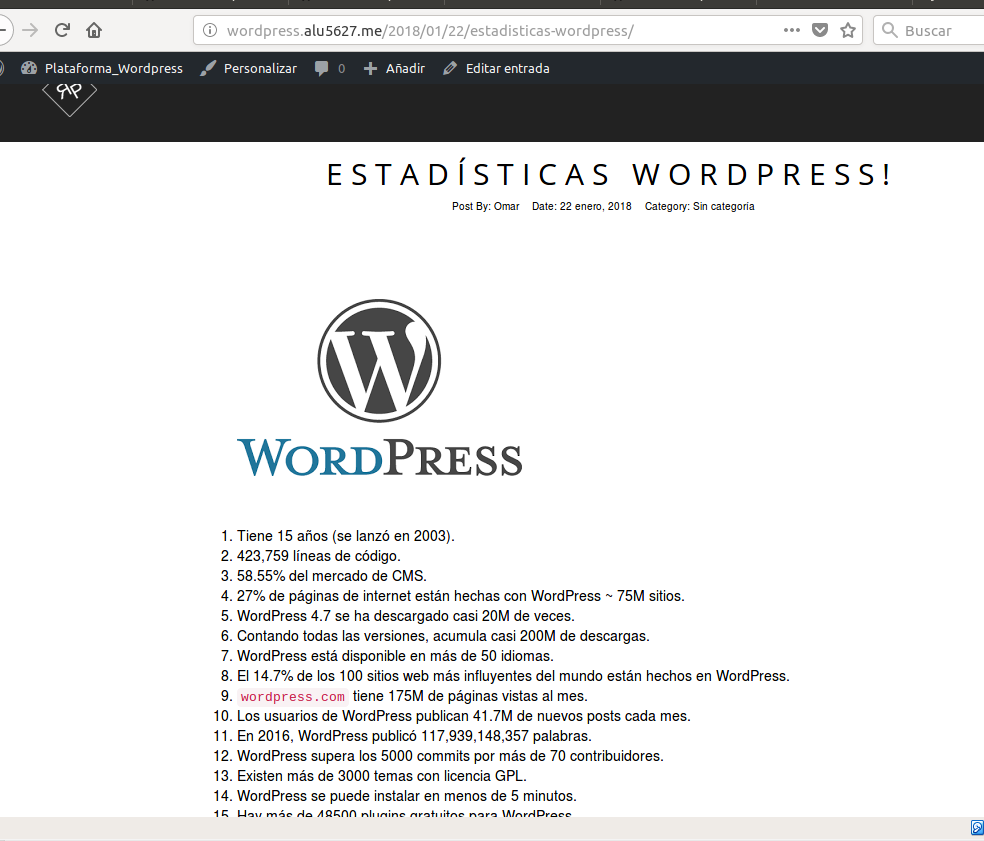 wordpress.alu5627.me/2018/01/22/estadisticas-wordpress/
Buscar
Plataforma_Wordpress Personalizar 0 Añadir Editar entrada
ESTADÍSTICAS WORDPRESS!
Post By: Omar Date: 22 enero, 2018 Category: Sin categoría
WORDPRESS
1. Tiene 15 años (se lanzó en 2003).
2. 423,759 líneas de código.
3. 58.55% del mercado de CMS.
4. 27% de páginas de internet están hechas con WordPress ~ 75M sitios.
5. WordPress 4.7 se ha descargado casi 20M de veces.
6. Contando todas las versiones, acumula casi 200M de descargas.
7. WordPress está disponible en más de 50 idiomas.
8. El 14.7% de los 100 sitios web más influyentes del mundo están hechos en WordPress.
9. wordpress.com tiene 175M de páginas vistas al mes.
10. Los usuarios de WordPress publican 41.7M de nuevos posts cada mes.
11. En 2016, WordPress publicó 117,939,148,357 palabras.
12. WordPress supera los 5000 commits por más de 70 contribuidores.
13. Existen más de 3000 temas con licencia GPL.
14. WordPress se puede instalar en menos de 5 minutos.
15. Hay más de 48500 plugins gratuitos para WordPress